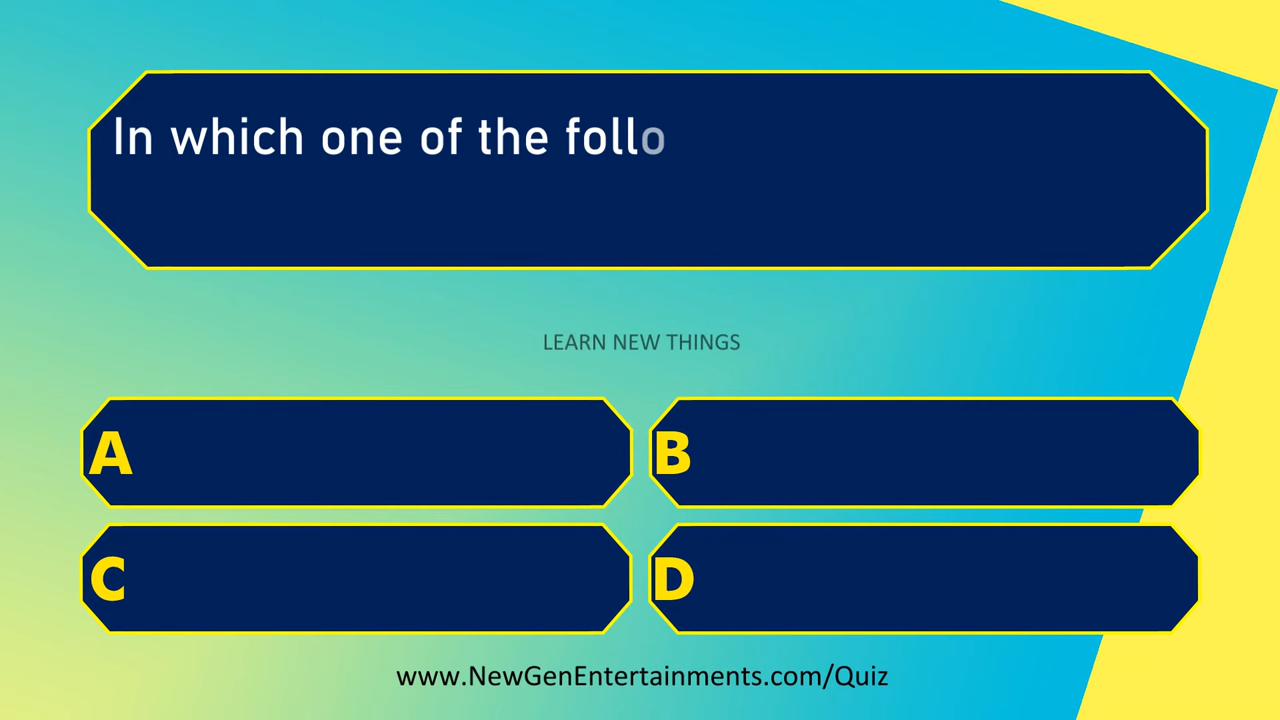 In which one of the follo
LEARN NEW THINGS
A
B
C
D
www.NewGenEntertainments.com/Quiz